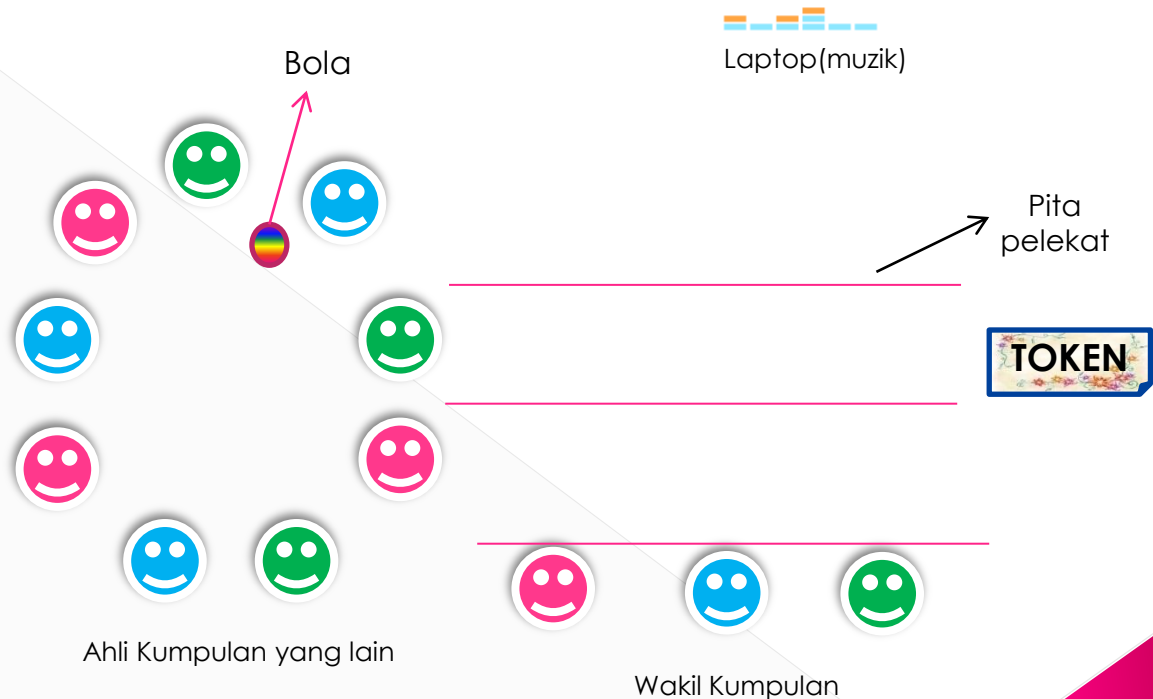 Laptop(muzik)
Bola
Pita
pelekat
TOKEN
Ahli Kumpulan yang lain
Wakil Kumpulan